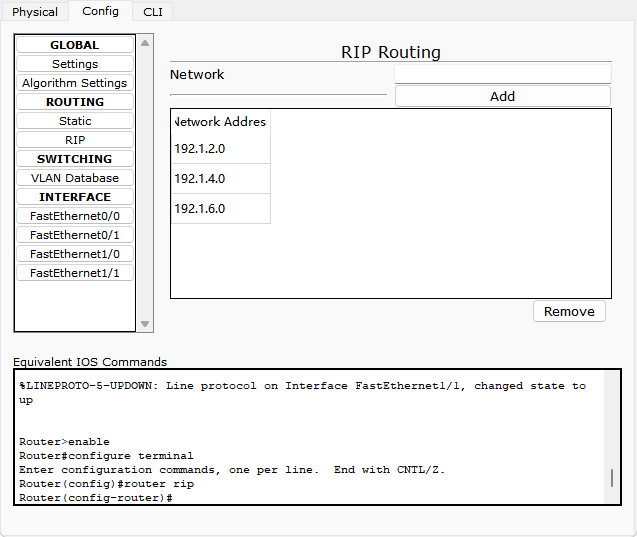 Physical Config CLI
GLOBAL
Settings
Algorithm Settings
ROUTING
Static
RIP
SWITCHING
VLAN Database
INTERFACE
FastEthernet0/0
FastEthernet0/1
FastEthernet1/0
FastEthernet1/1
RIP Routing
Network
Add
Network Addres
192.1.2.0
192.1.4.0
192.1.6.0
Remove
Equivalent IOS Commands
%LINEPROTO-5-UPDOWN: Line protocol on Interface FastEthernet1/1, changed state to
up
Router>enable
Router#configure terminal
Enter configuration commands, one per line.  End with CNTL/Z.
Router(config)#router rip
Router(config-router)#